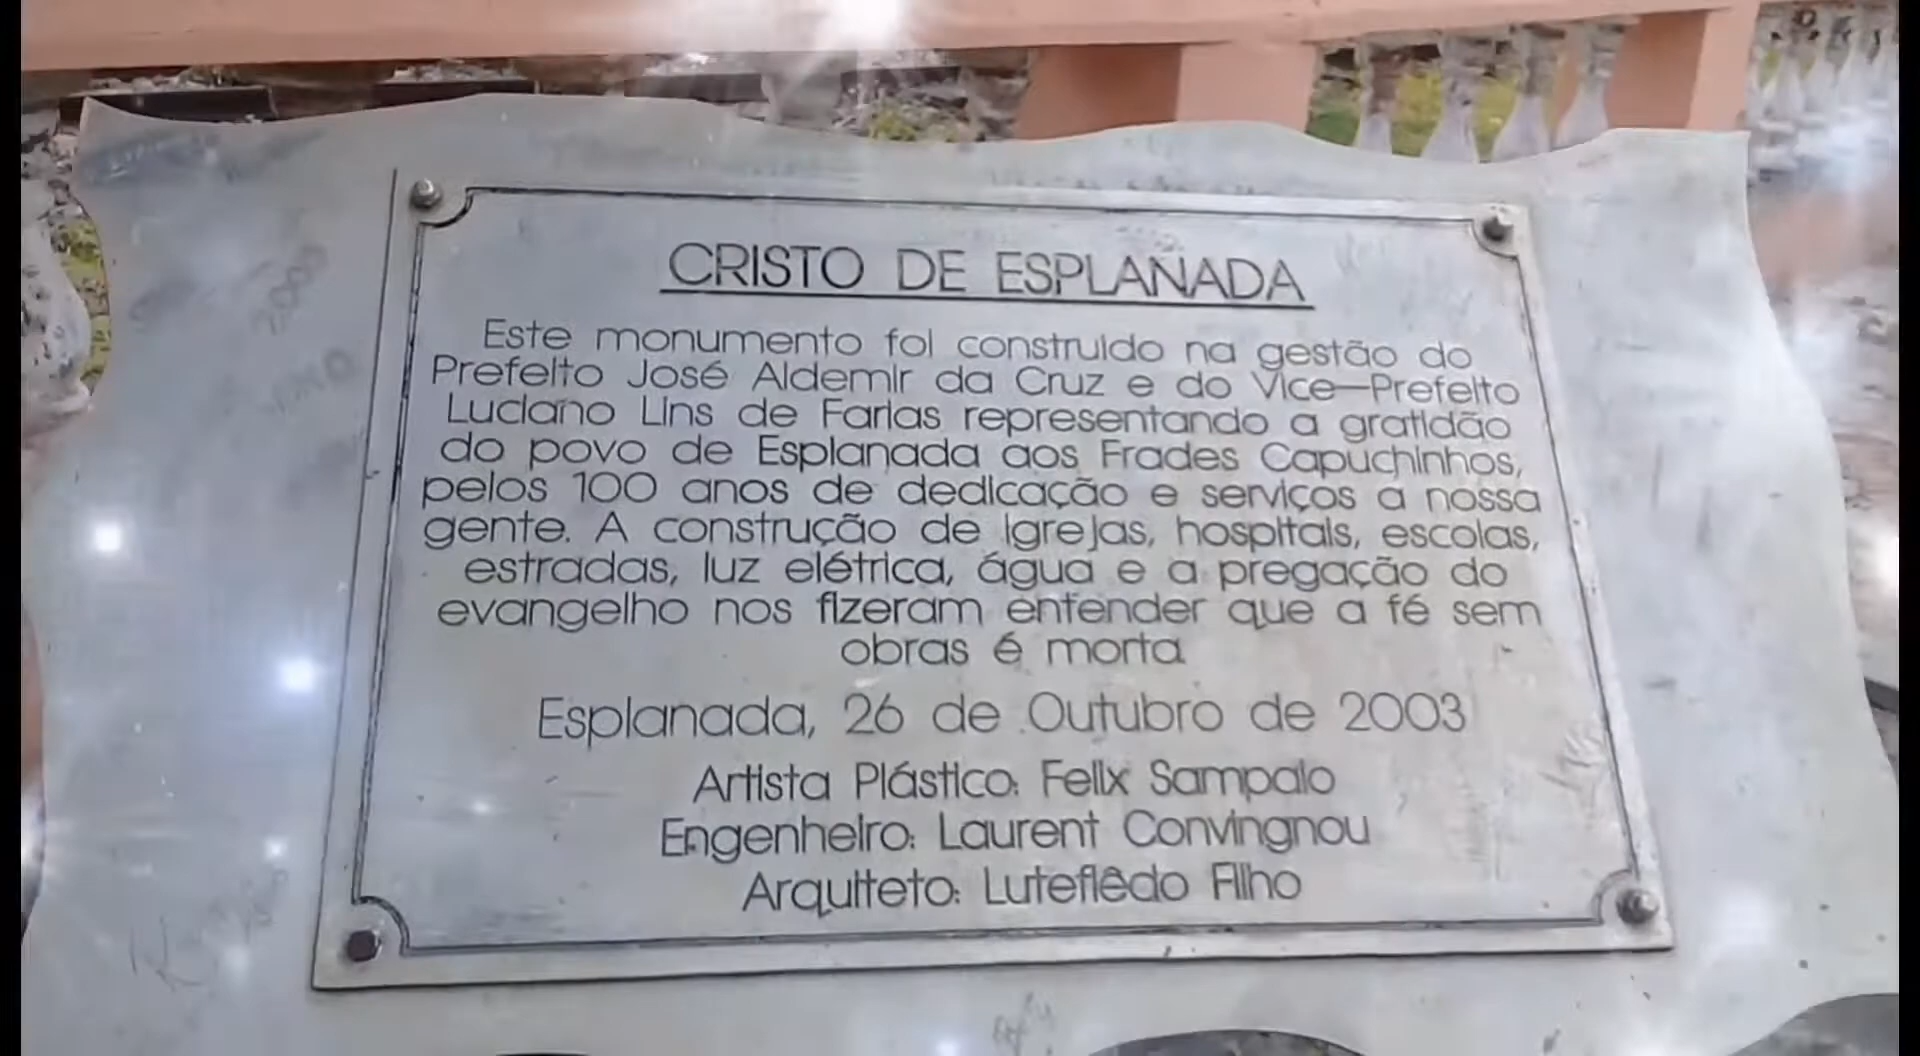 CRISTO DE ESPLANADA
Este monumento foi construido na gestão do
Prefeito José Aldemir da Cruz e do Vice-Prefeito
Luciano Lins de Farias representando a gratidão
do povo de Esplanada aos Frades Capuchinhos,
pelos 100 anos de dedicação e serviços a nossa
gente. A construção de igrejas, hospitais, escolas,
estradas, luz elétrica, água e a pregação do
evangelho nos fizeram entender que a fé sem
obras é morta
Esplanada, 26 de Outubro de 2003
Artista Plástico: Felix Sampaio
Engenheiro: Laurent Convingnou
Arquiteto: Luteflêdo Filho